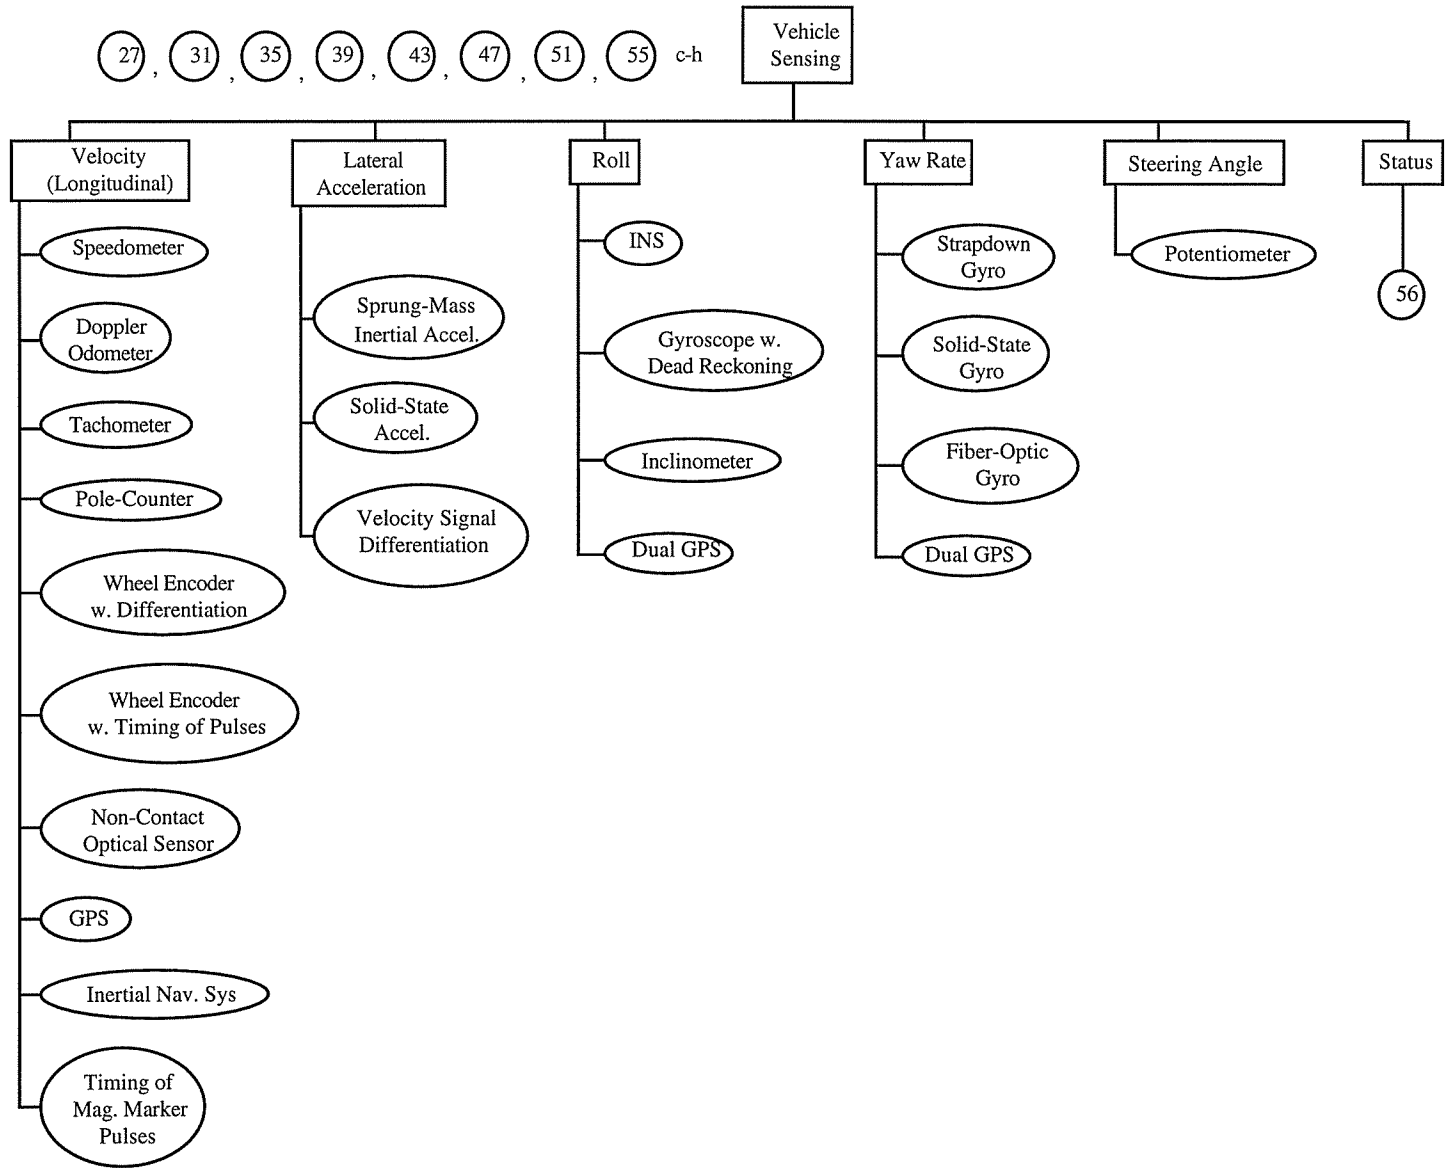 27 , 31 , 35 , 39 , 43 , 47 , 51 , 55 c-h
Vehicle
Sensing
Velocity
(Longitudinal)
Speedometer
Doppler
Odometer
Tachometer
Pole-Counter
Wheel Encoder
w. Differentiation
Wheel Encoder
w. Timing of Pulses
Non-Contact
Optical Sensor
GPS
Inertial Nav. Sys
Timing of
Mag. Marker
Pulses
Lateral
Acceleration
Sprung-Mass
Inertial Accel.
Solid-State
Accel.
Velocity Signal
Differentiation
Roll
INS
Gyroscope w.
Dead Reckoning
Inclinometer
Dual GPS
Yaw Rate
Strapdown
Gyro
Solid-State
Gyro
Fiber-Optic
Gyro
Dual GPS
Steering Angle
Potentiometer
Status
56